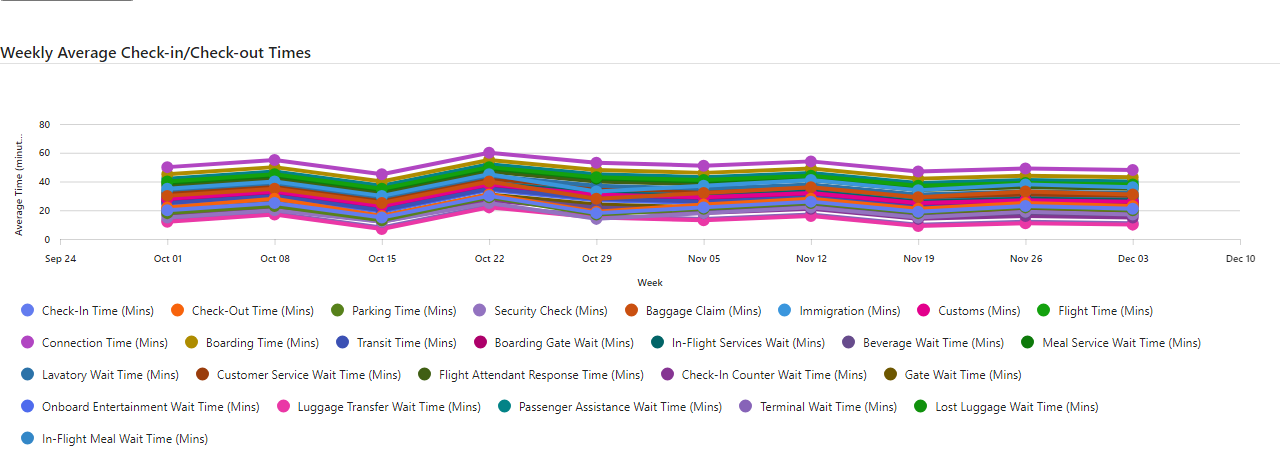 Weekly Average Check-in/Check-out Times
Average Time (minut...
80
60
40
20
0
Sep 24 Oct 01 Oct 08 Oct 15 Oct 22 Oct 29 Nov 05 Nov 12 Nov 19 Nov 26 Dec 03 Dec 10
Week
Check-In Time (Mins) Check-Out Time (Mins) Parking Time (Mins) Security Check (Mins) Baggage Claim (Mins) Immigration (Mins) Customs (Mins) Flight Time (Mins)
Connection Time (Mins) Boarding Time (Mins) Transit Time (Mins) Boarding Gate Wait (Mins) In-Flight Services Wait (Mins) Beverage Wait Time (Mins) Meal Service Wait Time (Mins)
Lavatory Wait Time (Mins) Customer Service Wait Time (Mins) Flight Attendant Response Time (Mins) Check-In Counter Wait Time (Mins) Gate Wait Time (Mins)
Onboard Entertainment Wait Time (Mins) Luggage Transfer Wait Time (Mins) Passenger Assistance Wait Time (Mins) Terminal Wait Time (Mins) Lost Luggage Wait Time (Mins)
In-Flight Meal Wait Time (Mins)